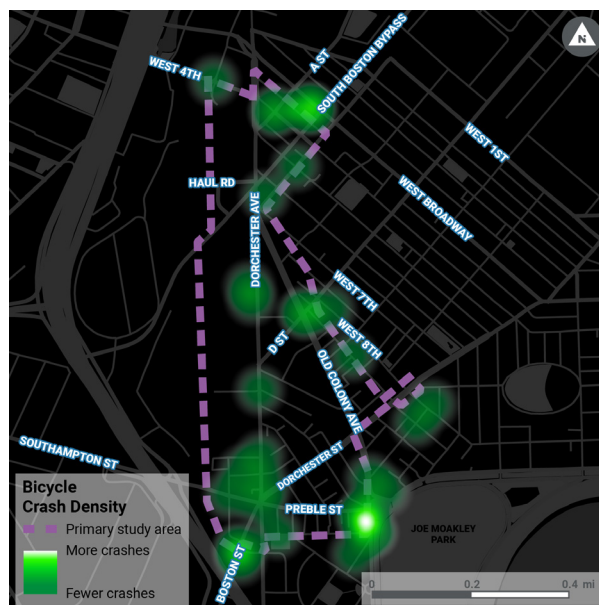 N
WEST 4TH
A ST
SOUTH BOSTON BYPASS
WEST 1ST
HAUL RD
WEST BROADWAY
DORCHESTER AVE
WEST 7TH
D ST
WEST 8TH
OLD COLONY AVE
SOUTHAMPTON ST
DORCHESTER ST
PREBLE ST
JOE MOAKLEY
PARK
BOSTON ST
Bicycle
Crash Density
Primary study area
More crashes
Fewer crashes
0 0.2 0.4 mi